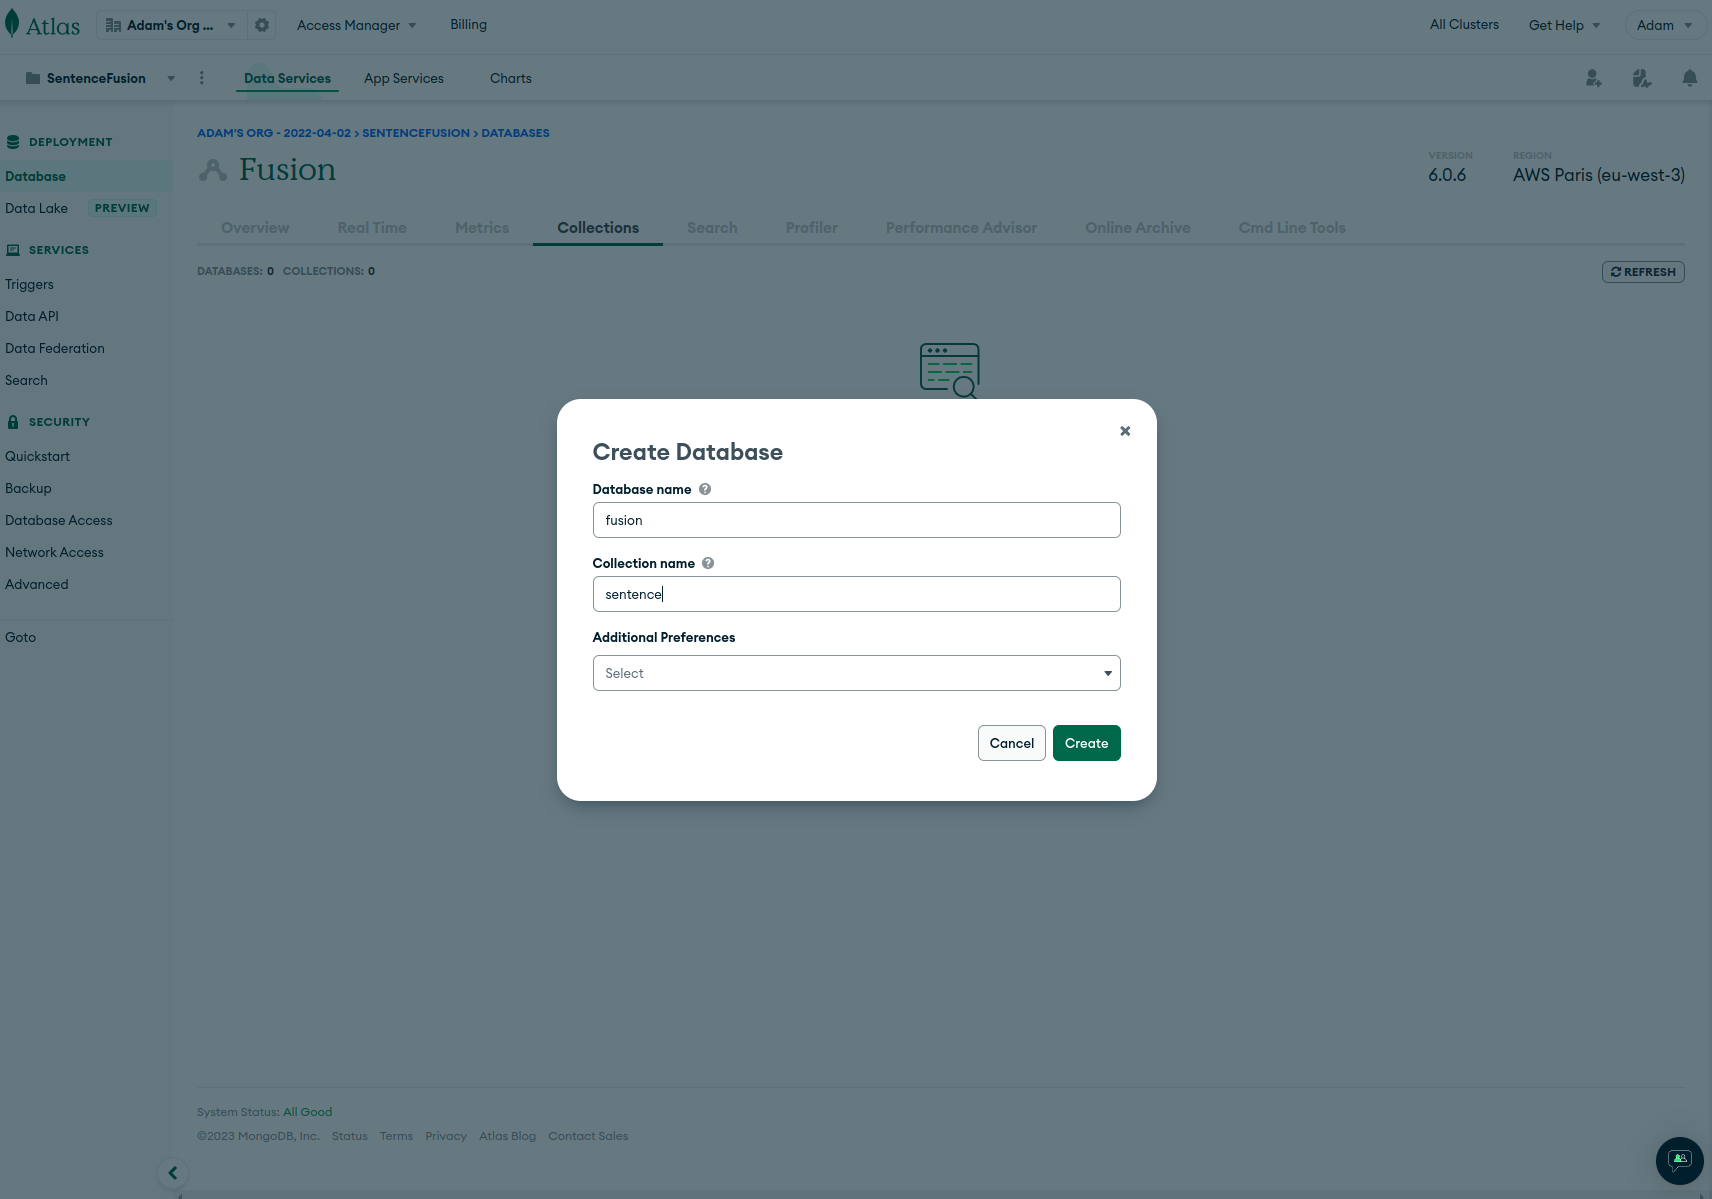 Atlas
Adam's Org ...
Access Manager
Billing
All Clusters
Get Help
Adam
SentenceFusion
Data Services
App Services
Charts
DEPLOYMENT
Database
Data Lake PREVIEW
SERVICES
Triggers
Data API
Data Federation
Search
SECURITY
Quickstart
Backup
Database Access
Network Access
Advanced
Goto
ADAM'S ORG - 2022-04-02 > SENTENCEFUSION > DATABASES
Fusion
VERSION
6.0.6
REGION
AWS Paris (eu-west-3)
Overview
Real Time
Metrics
Collections
Search
Profiler
Performance Advisor
Online Archive
Cmd Line Tools
DATABASES: 0 COLLECTIONS: 0
REFRESH
Create Database
Database name
fusion
Collection name
sentence
Additional Preferences
Select
Cancel
Create
System Status: All Good
©2023 MongoDB, Inc. Status Terms Privacy Atlas Blog Contact Sales